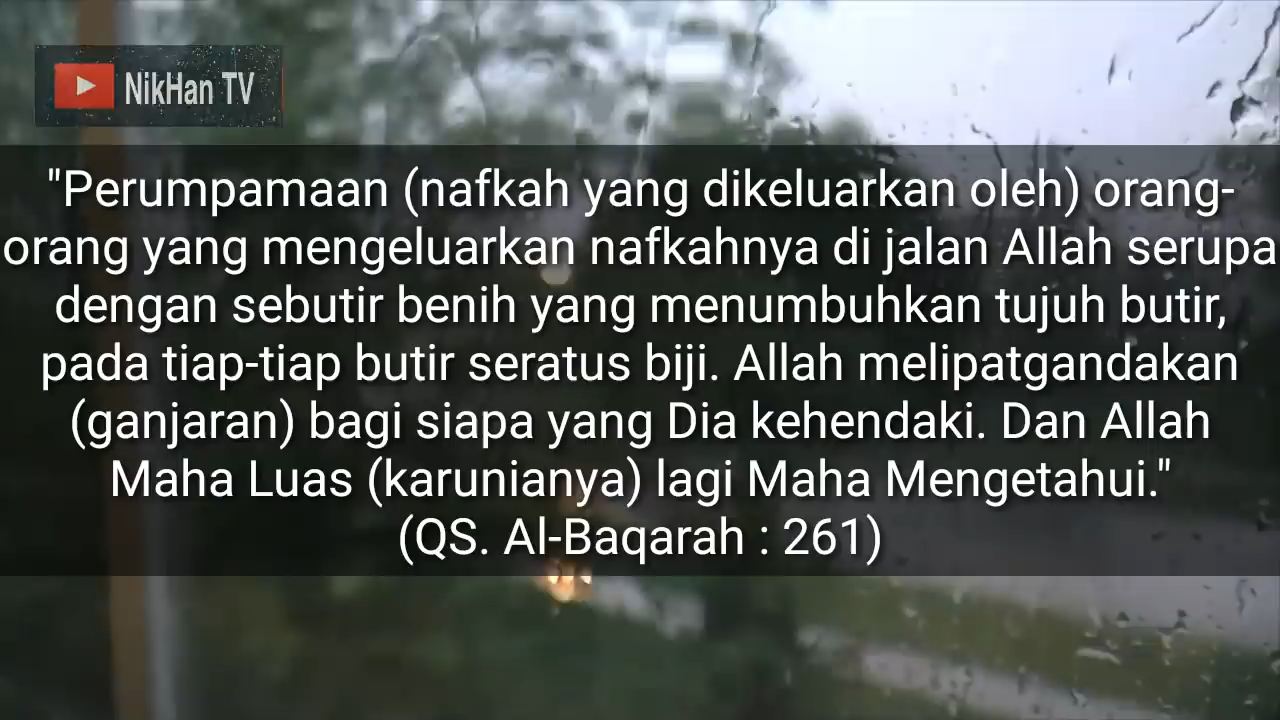 NikHan TV
"Perumpamaan (nafkah yang dikeluarkan oleh) orang-
orang yang mengeluarkan nafkahnya di jalan Allah serupa
dengan sebutir benih yang menumbuhkan tujuh butir,
pada tiap-tiap butir seratus biji. Allah melipatgandakan
(ganjaran) bagi siapa yang Dia kehendaki. Dan Allah
Maha Luas (karunianya) lagi Maha Mengetahui."
(QS. Al-Baqarah : 261)